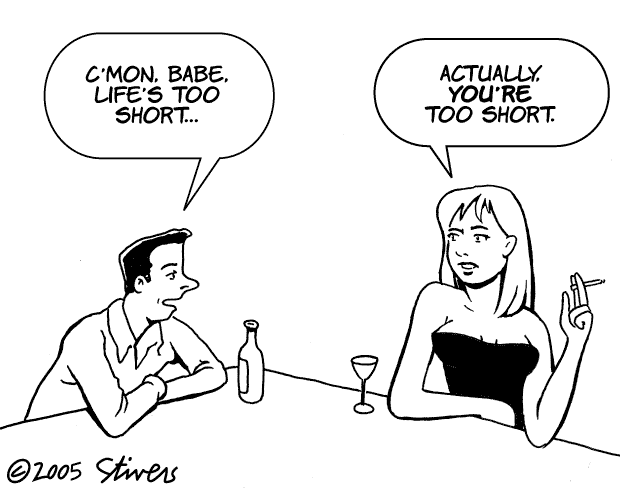 C'MON, BABE,
LIFE'S TOO
SHORT...
ACTUALLY,
YOU'RE
TOO SHORT.
©2005 Stivers